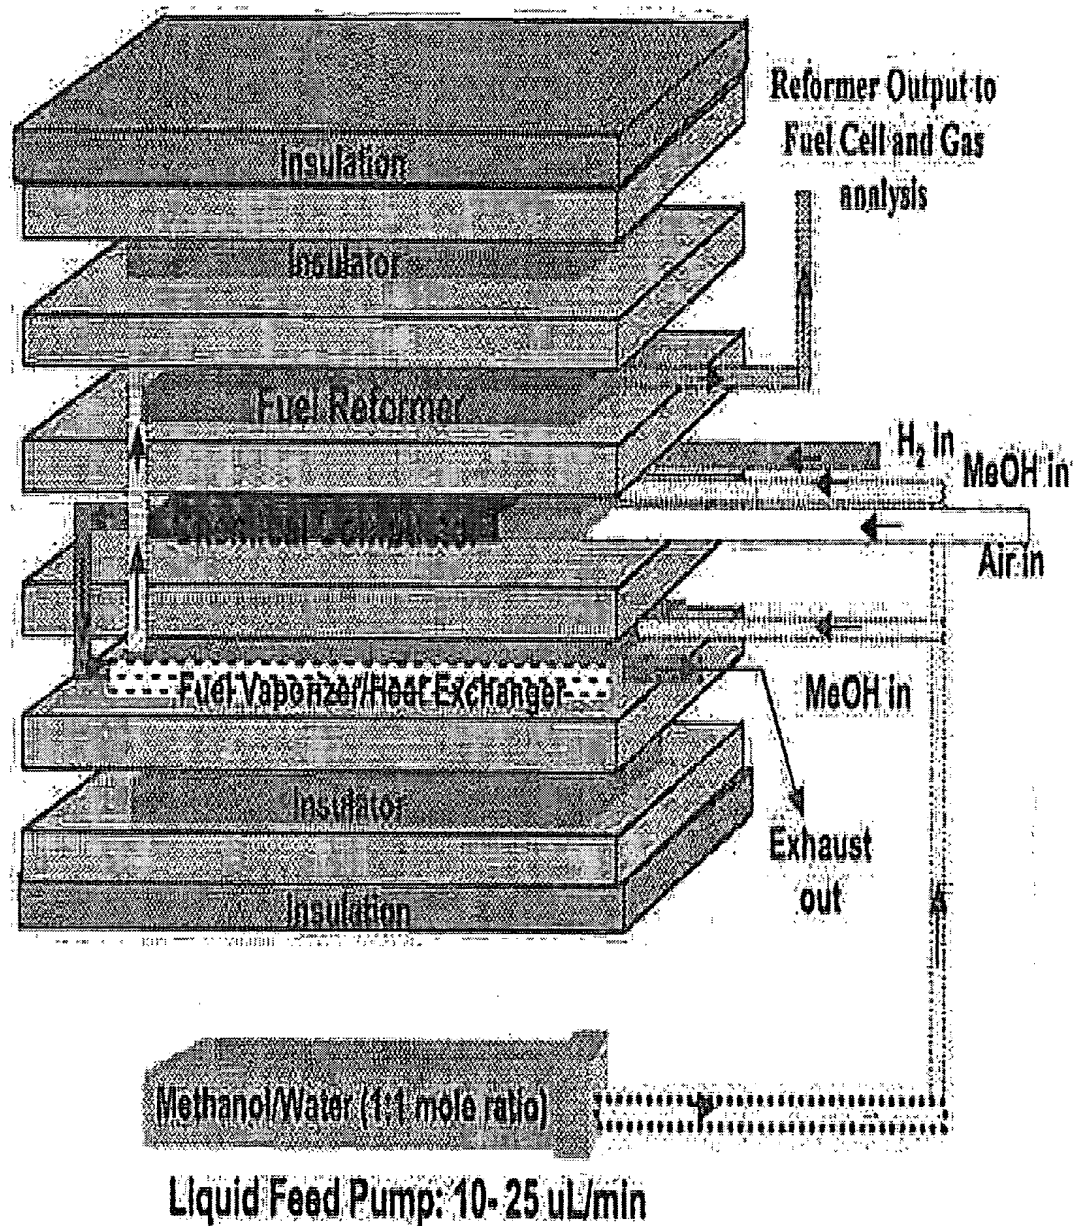 Reformer Output to
Fuel Cell and Gas
analysis
Insulation
Insulator
Fuel Reformer
H₂ in
MeOH in
Chemical Combustor
Air in
Fuel Vaporizer/Heat Exchanger
MeOH in
Insulator
Exhaust
out
Insulation
Methanol/Water (1:1 mole ratio)
Liquid Feed Pump: 10-25 uL/min